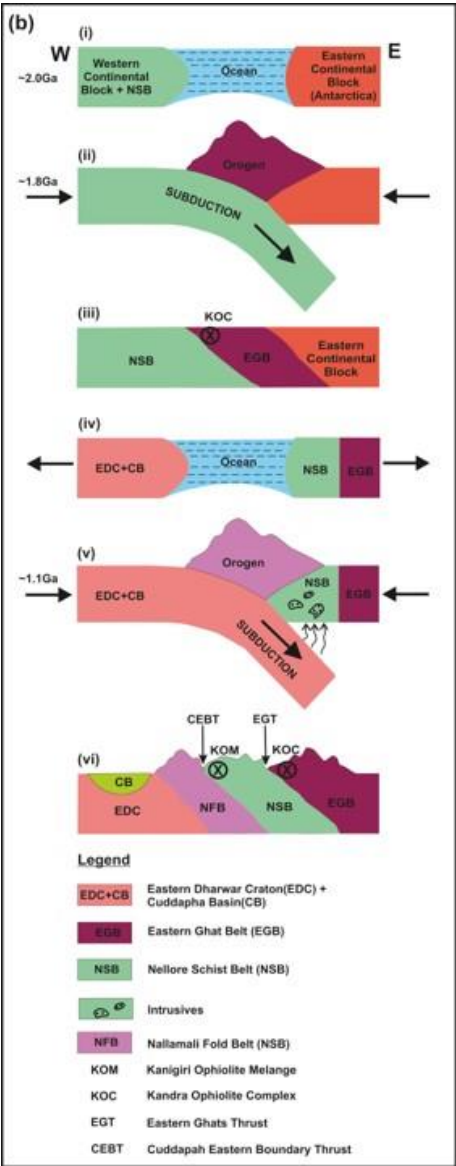 (b)
(i)
W
E
~2.0Ga
Western
Continental
Block + NSB
Ocean
Eastern
Continental
Block
(Antarctica)
(ii)
Orogen
~1.8Ga
SUBDUCTION
(iii)
KOC
NSB
EGB
Eastern
Continental
Block
(iv)
EDC+CB
Ocean
NSB
EGB
(v)
Orogen
~1.1Ga
EDC+CB
NSB
EGB
SUBDUCTION
CEBT
EGT
KOM
KOC
(vi)
CB
EDC
NFB
NSB
EGB
Legend
EDC+CB
Eastern Dharwar Craton(EDC) +
Cuddapha Basin(CB)
EGB
Eastern Ghat Belt (EGB)
NSB
Nellore Schist Belt (NSB)
Intrusives
NFB
Nallamali Fold Belt (NSB)
KOM
Kanigiri Ophiolite Melange
KOC
Kandra Ophiolite Complex
EGT
Eastern Ghats Thrust
CEBT
Cuddapah Eastern Boundary Thrust